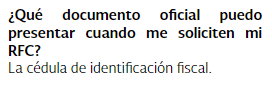 ¿Qué documento oficial puedo
presentar cuando me soliciten mi
RFC?
La cédula de identificación fiscal.